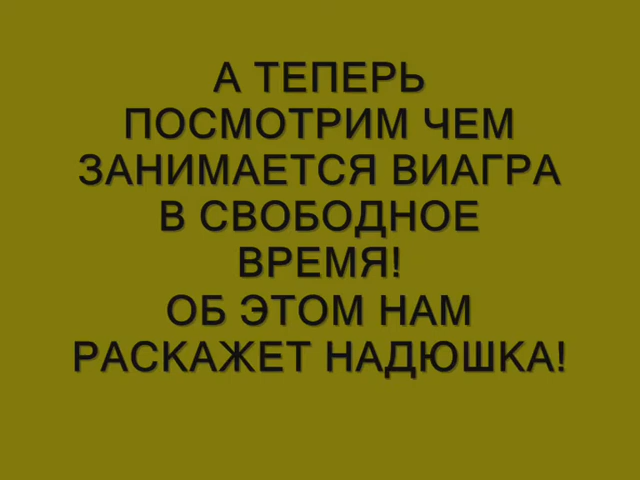 А ТЕПЕРЬ
ПОСМОТРИМ ЧЕМ
ЗАНИМАЕТСЯ ВИАГРА
В СВОБОДНОЕ
ВРЕМЯ!
ОБ ЭТОМ НАМ
РАСКАЖЕТ НАДЮШКА!